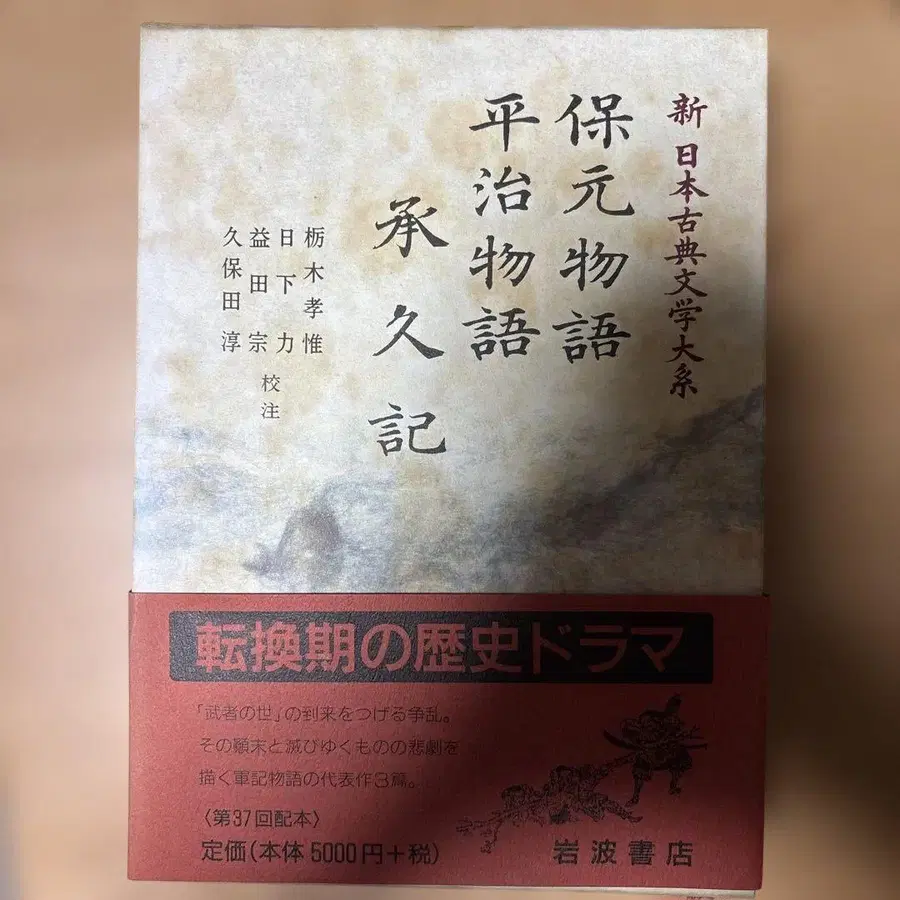 新 日本古典文学大系
保元物語
平治物語
承久記
栃木孝惟
日下力
益田宗
久保田淳
校注
転換期の歴史ドラマ
「武者の世」の到来をつげる争乱。
その顚末と滅びゆくものの悲劇を
描く軍記物語の代表作3篇。
〈第37回配本〉
定価(本体5000円+税)
岩波書店